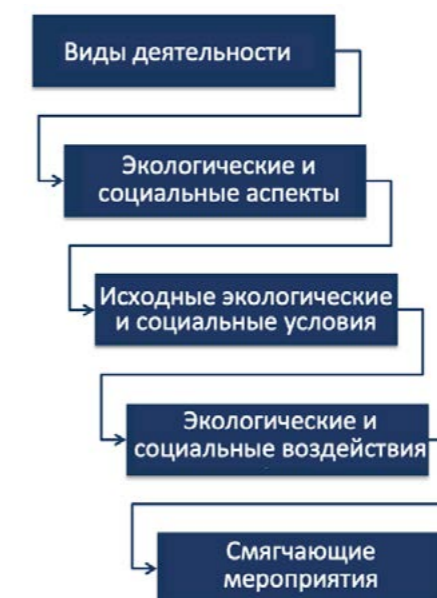 Виды деятельности
Экологические и
социальные аспекты
Исходные экологические
и социальные условия
Экологические и
социальные воздействия
Смягчающие
мероприятия